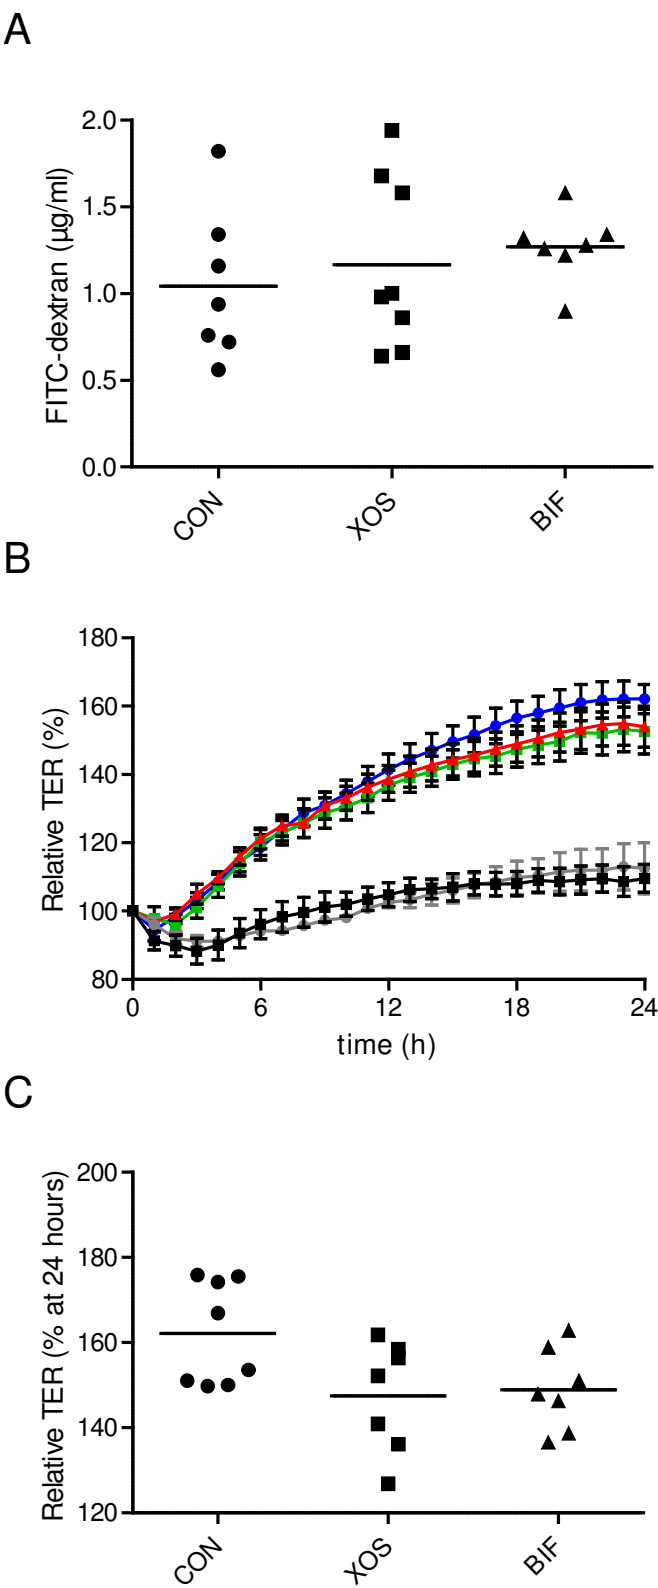 A
FITC-dextran (µg/ml)
2.0
1.5
1.0
0.5
0.0
CON
XOS
BIF
B
Relative TER (%)
180
160
140
120
100
80
0
6
12
18
24
time (h)
C
Relative TER (% at 24 hours)
200
180
160
140
120
CON
XOS
BIF